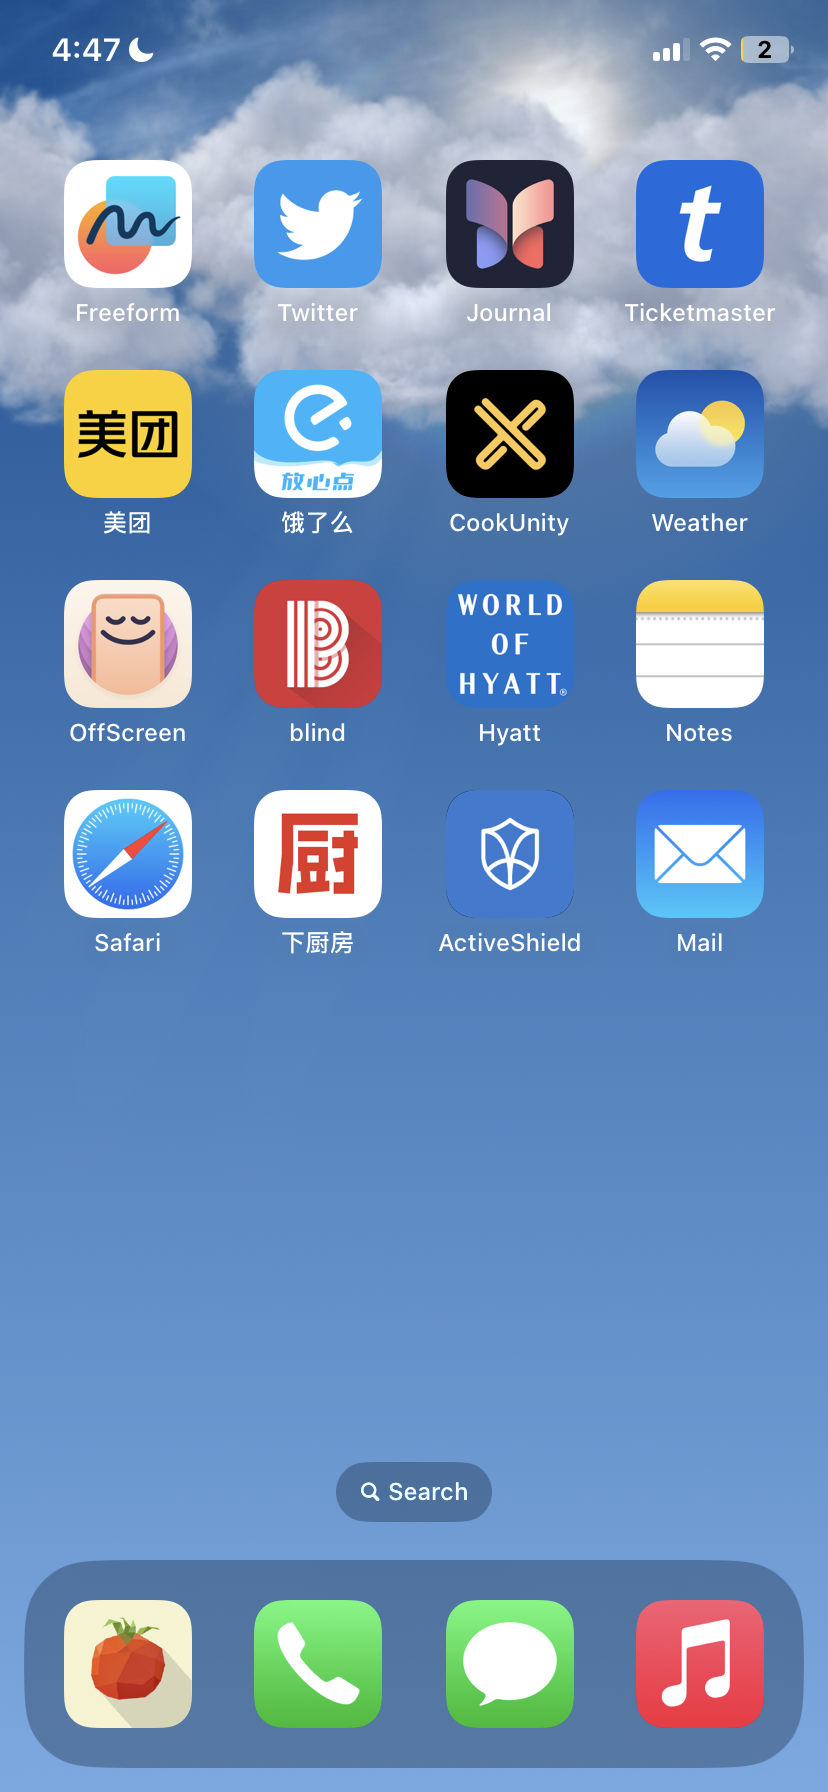 4:47
2
Freeform
Twitter
Journal
t
Ticketmaster
美团
美团
放心点
饿了么
CookUnity
Weather
OffScreen
B
blind
WORLD
OF
HYATT®
Hyatt
Notes
Safari
厨
下厨房
ActiveShield
Mail
Search